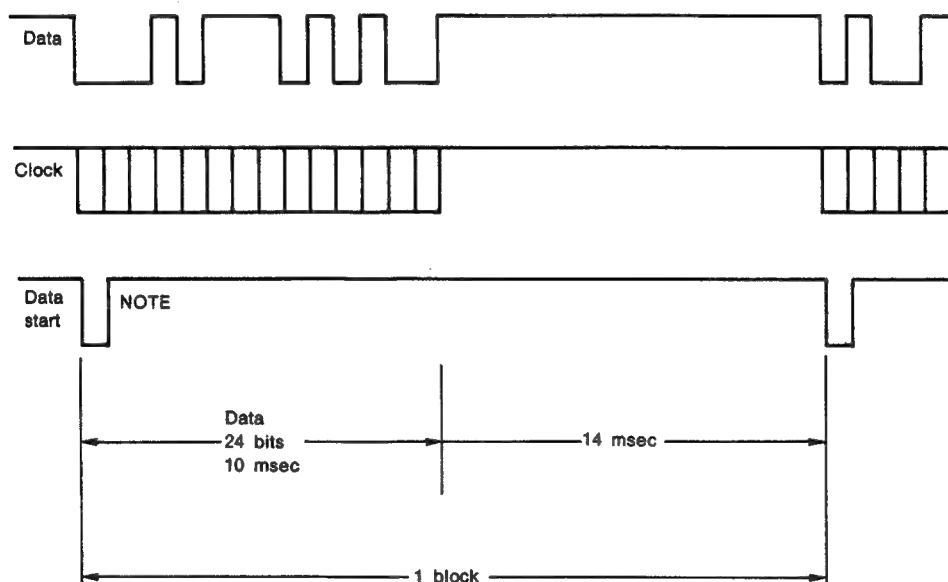 Data
Clock
Data
start
NOTE
Data
24 bits
10 msec
14 msec
1 block